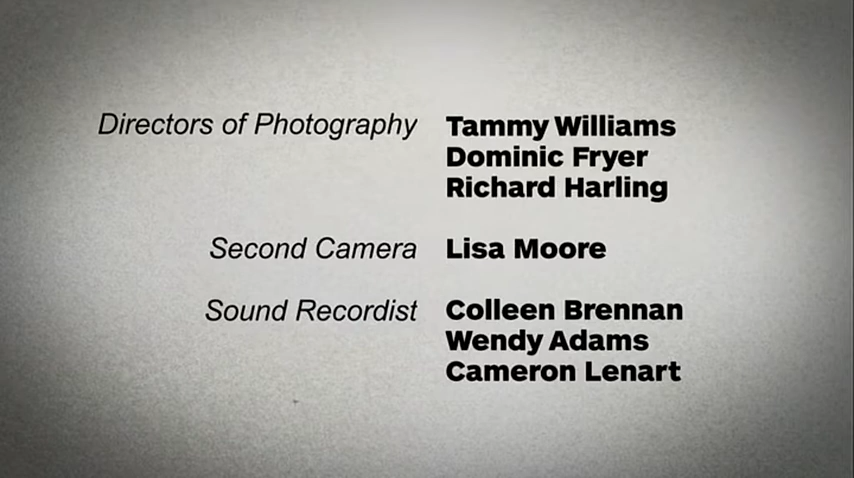 Directors of Photography Tammy Williams
Dominic Fryer
Richard Harling
Second Camera Lisa Moore
Sound Recordist Colleen Brennan
Wendy Adams
Cameron Lenart